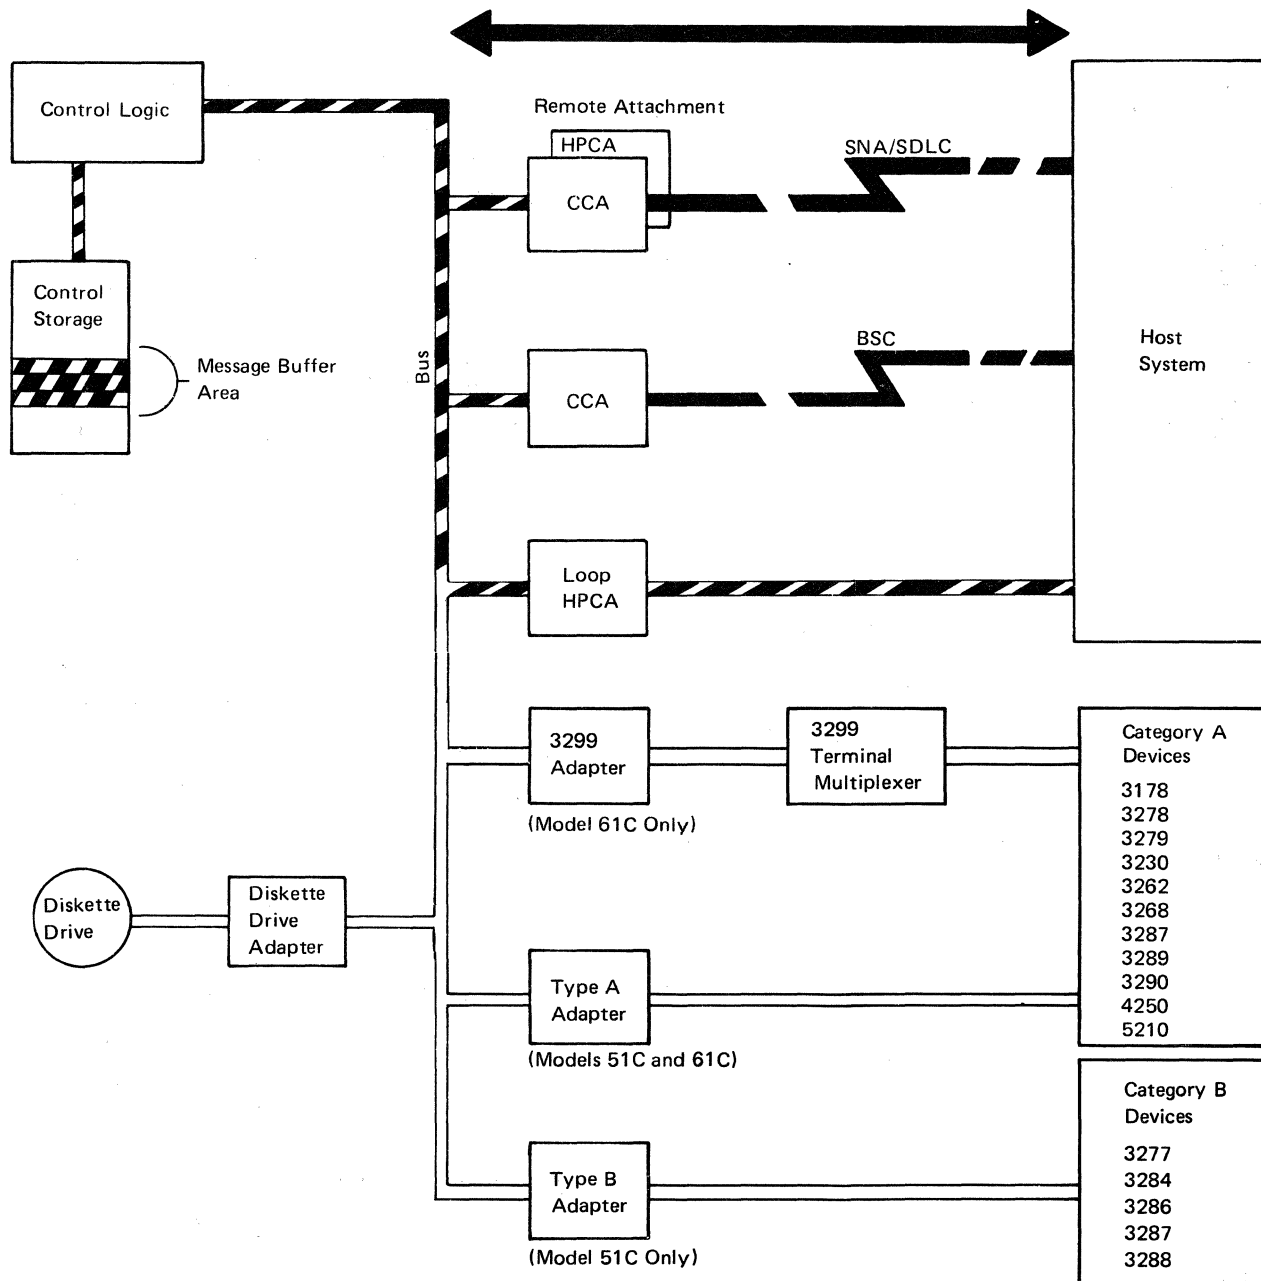 Control Logic
Remote Attachment
HPCA
CCA
SNA/SDLC
Control
Storage
Message Buffer
Area
Bus
CCA
BSC
Host
System
Loop
HPCA
3299
Adapter
(Model 61C Only)
3299
Terminal
Multiplexer
Category A
Devices
3178
3278
3279
3230
3262
3268
3287
3289
3290
4250
5210
Diskette
Drive
Diskette
Drive
Adapter
Type A
Adapter
(Models 51C and 61C)
Category B
Devices
3277
3284
3286
3287
3288
Type B
Adapter
(Model 51C Only)